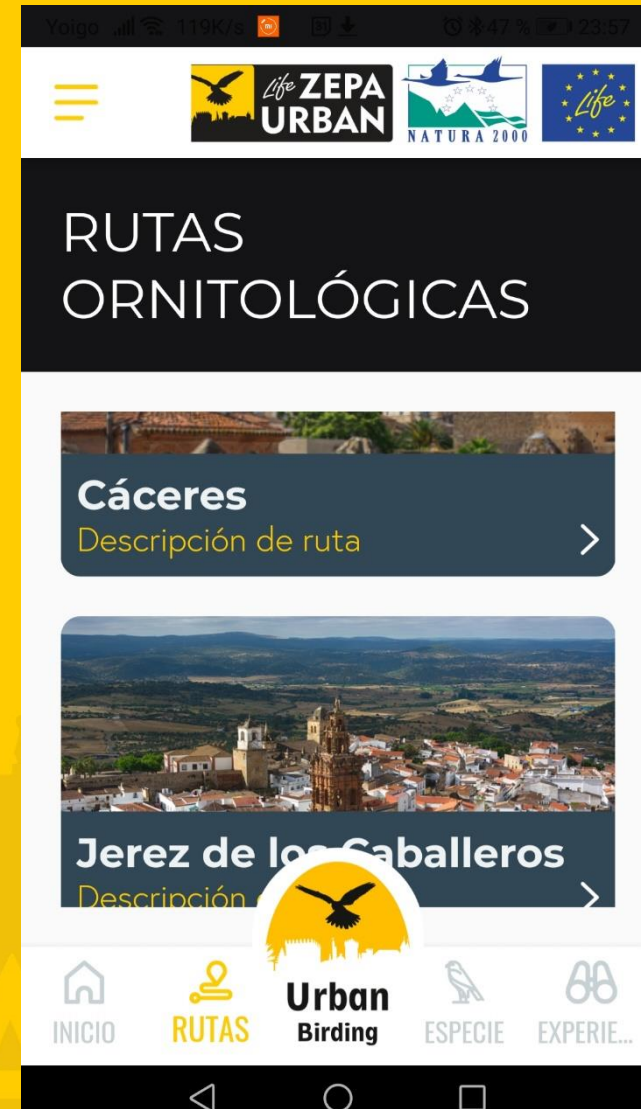 Yoigo 119K/s 31 47 % 23:57
Life ZEPA
URBAN
NATURA 2000
Life
RUTAS
ORNITOLÓGICAS
Cáceres
Descripción de ruta
Jerez de los Caballeros
Descripción
Urban
Birding
INICIO
RUTAS
ESPECIE
EXPERIE...